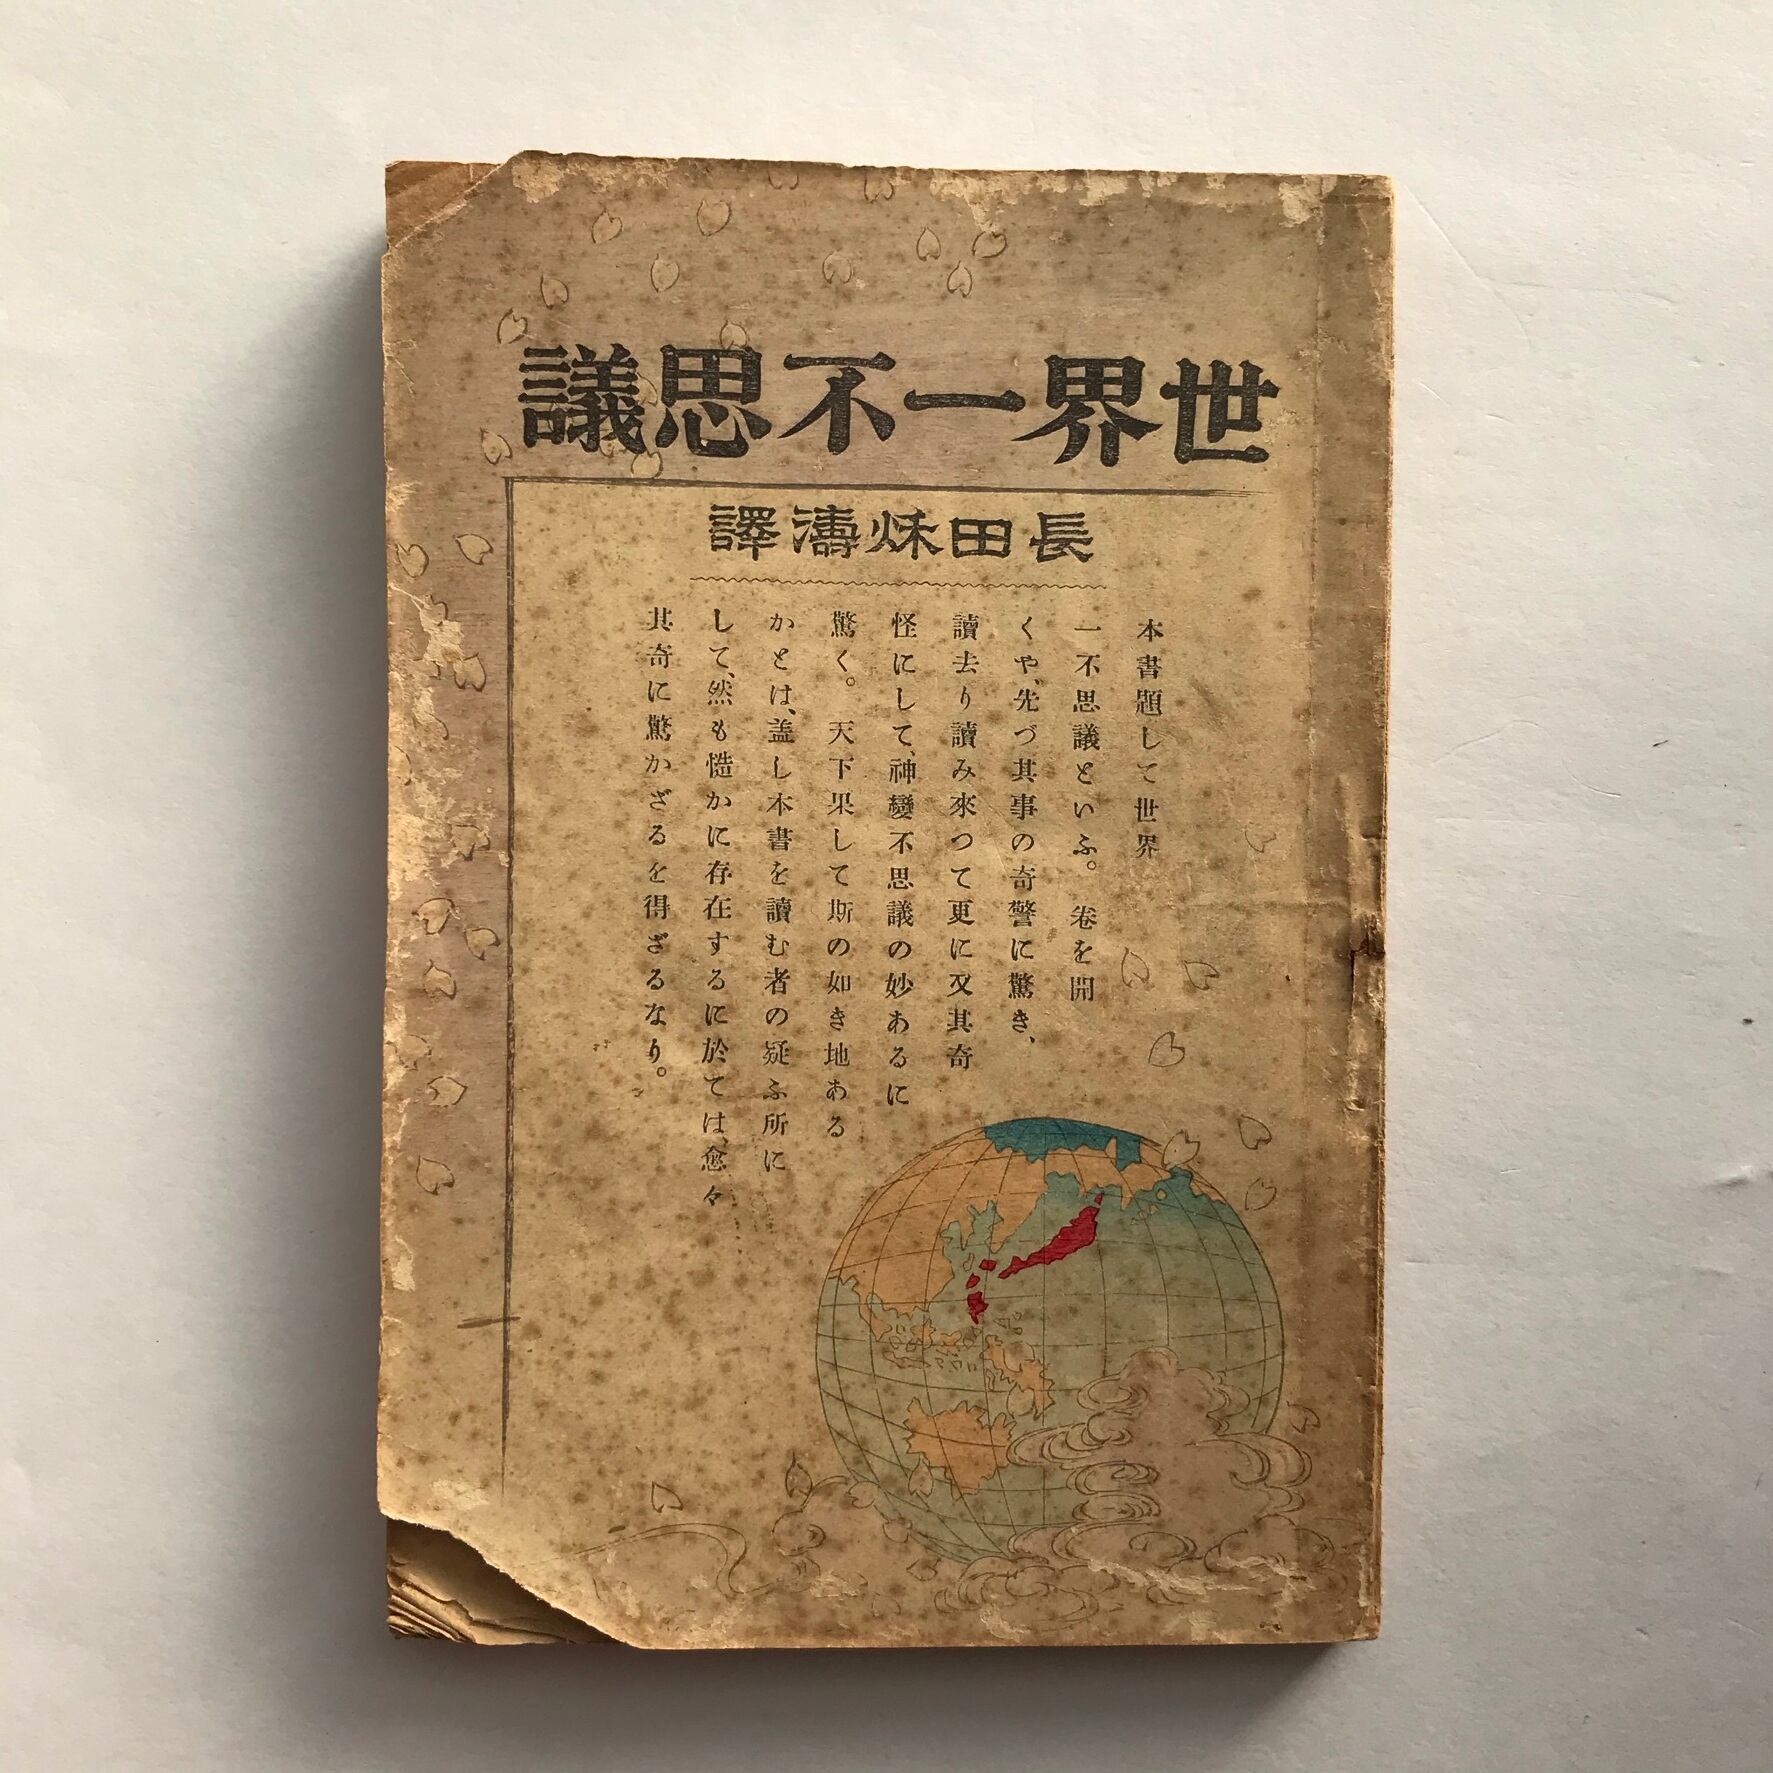 世界一不思議
長田秌濤譯
本書題して世界
一不思議といふ。卷を開
くや、先づ其事の奇警に驚き、
讀去り讀み來つて更に又其奇
怪にして、神變不思議の妙あるに
驚く。天下果して斯の如き地ある
かとは、盖し本書を讀む者の疑ふ所に
して、然も慥かに存在するに於ては、愈々
其奇に驚かざるを得ざるなり。